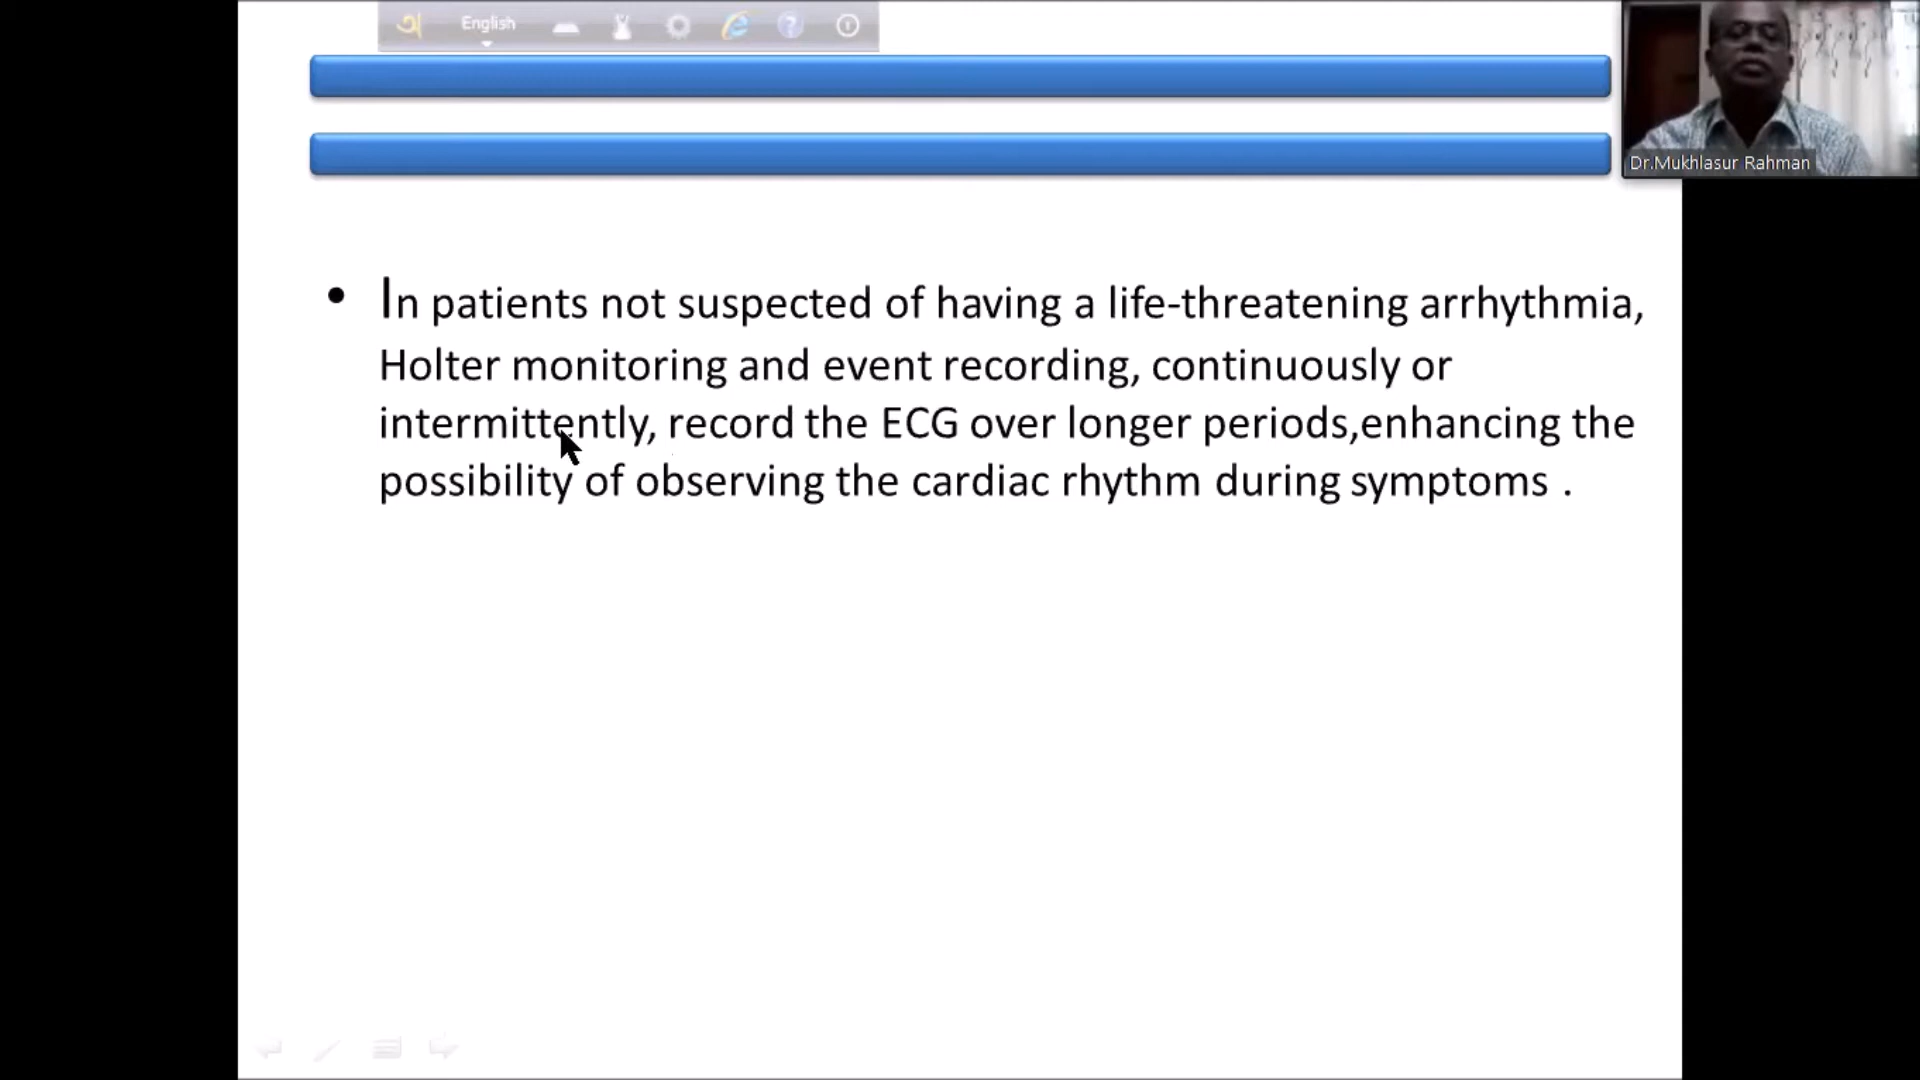 অ English
Dr.Mukhlasur Rahman
• In patients not suspected of having a life-threatening arrhythmia,
Holter monitoring and event recording, continuously or
intermittently, record the ECG over longer periods,enhancing the
possibility of observing the cardiac rhythm during symptoms .